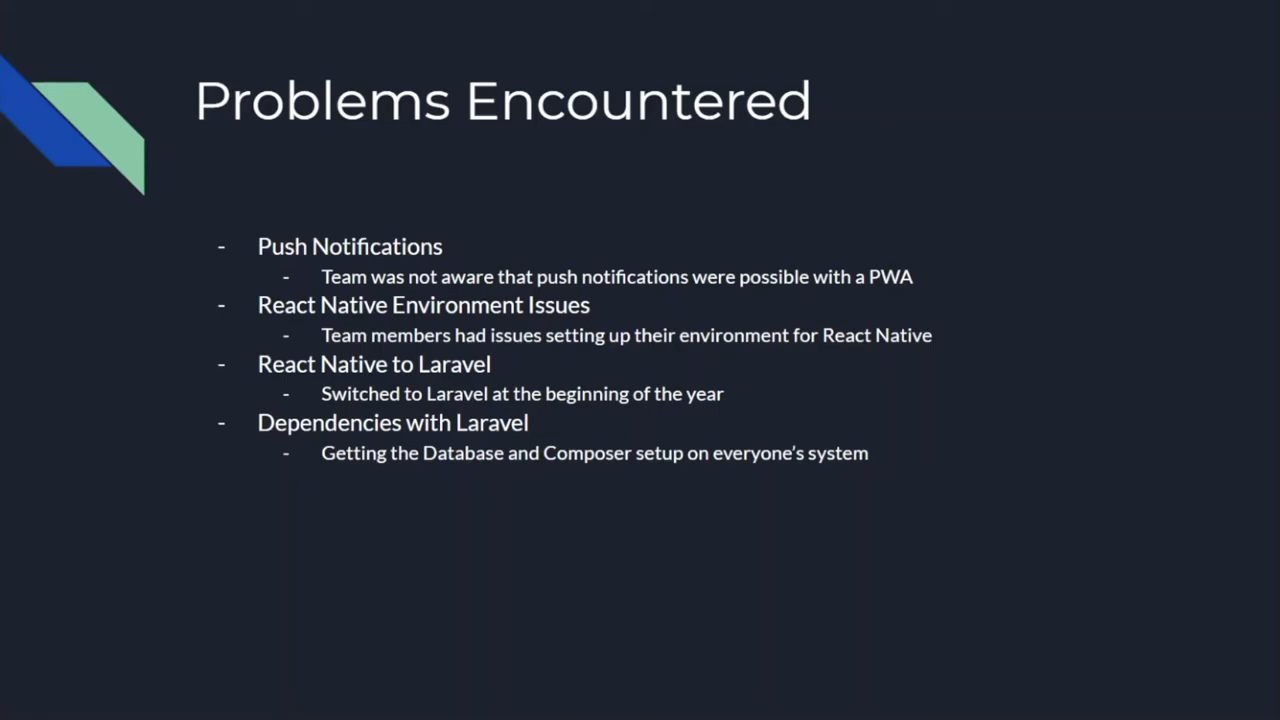 Problems Encountered
- Push Notifications
- Team was not aware that push notifications were possible with a PWA
- React Native Environment Issues
- Team members had issues setting up their environment for React Native
- React Native to Laravel
- Switched to Laravel at the beginning of the year
- Dependencies with Laravel
- Getting the Database and Composer setup on everyone’s system